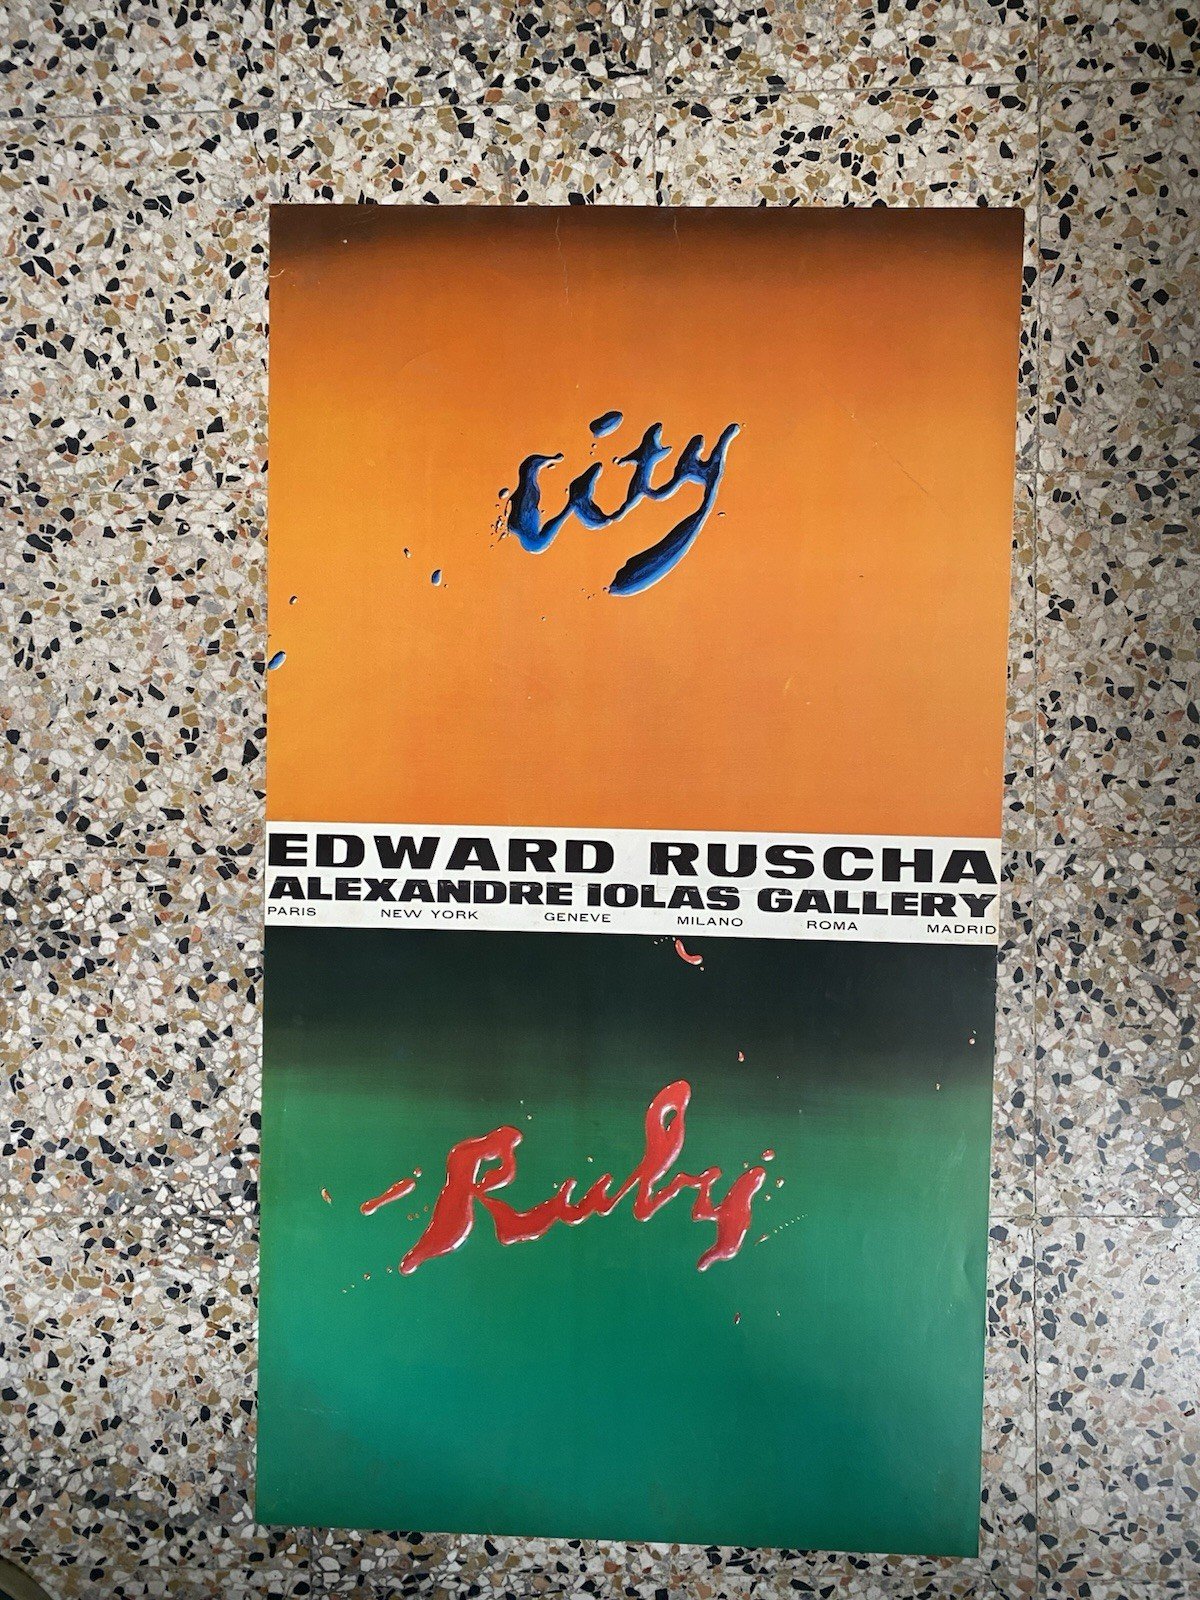 city
EDWARD RUSCHA
ALEXANDRE IOLAS GALLERY
PARIS NEW YORK GENEVE MILANO ROMA MADRID
Ruby